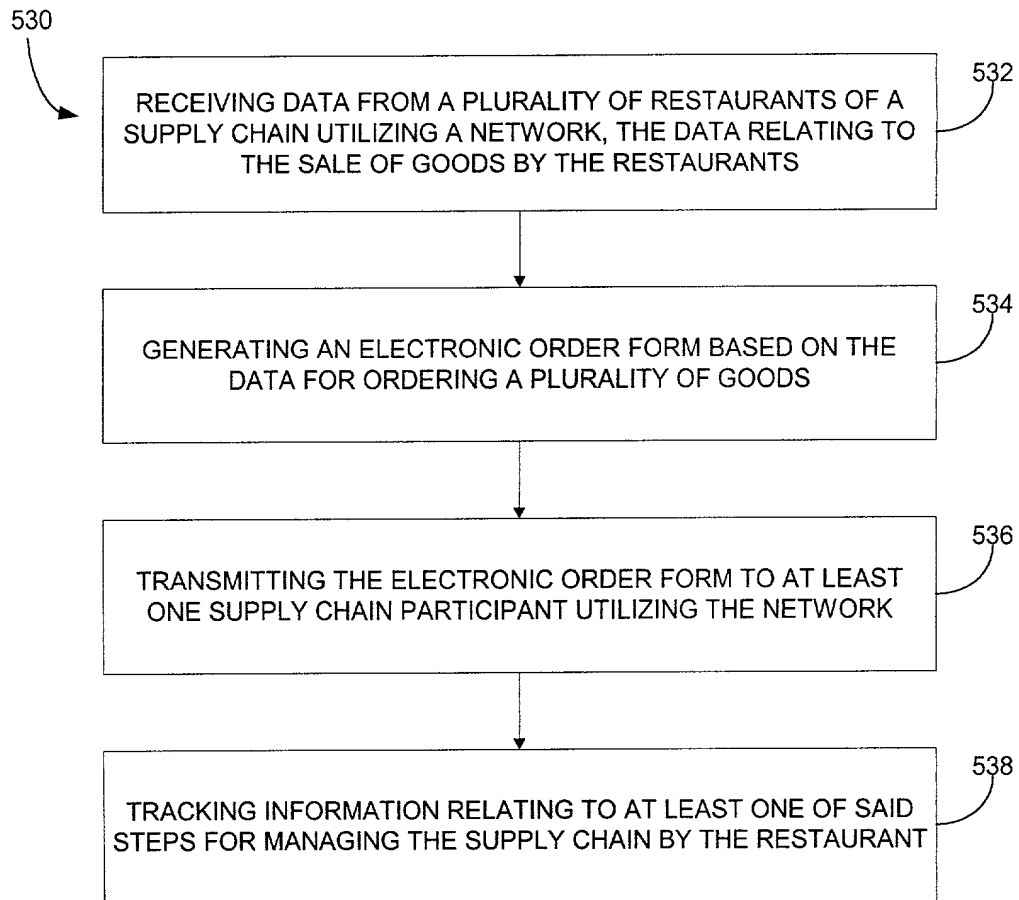 530
532
RECEIVING DATA FROM A PLURALITY OF RESTAURANTS OF A
SUPPLY CHAIN UTILIZING A NETWORK, THE DATA RELATING TO
THE SALE OF GOODS BY THE RESTAURANTS
534
GENERATING AN ELECTRONIC ORDER FORM BASED ON THE
DATA FOR ORDERING A PLURALITY OF GOODS
536
TRANSMITTING THE ELECTRONIC ORDER FORM TO AT LEAST
ONE SUPPLY CHAIN PARTICIPANT UTILIZING THE NETWORK
538
TRACKING INFORMATION RELATING TO AT LEAST ONE OF SAID
STEPS FOR MANAGING THE SUPPLY CHAIN BY THE RESTAURANT